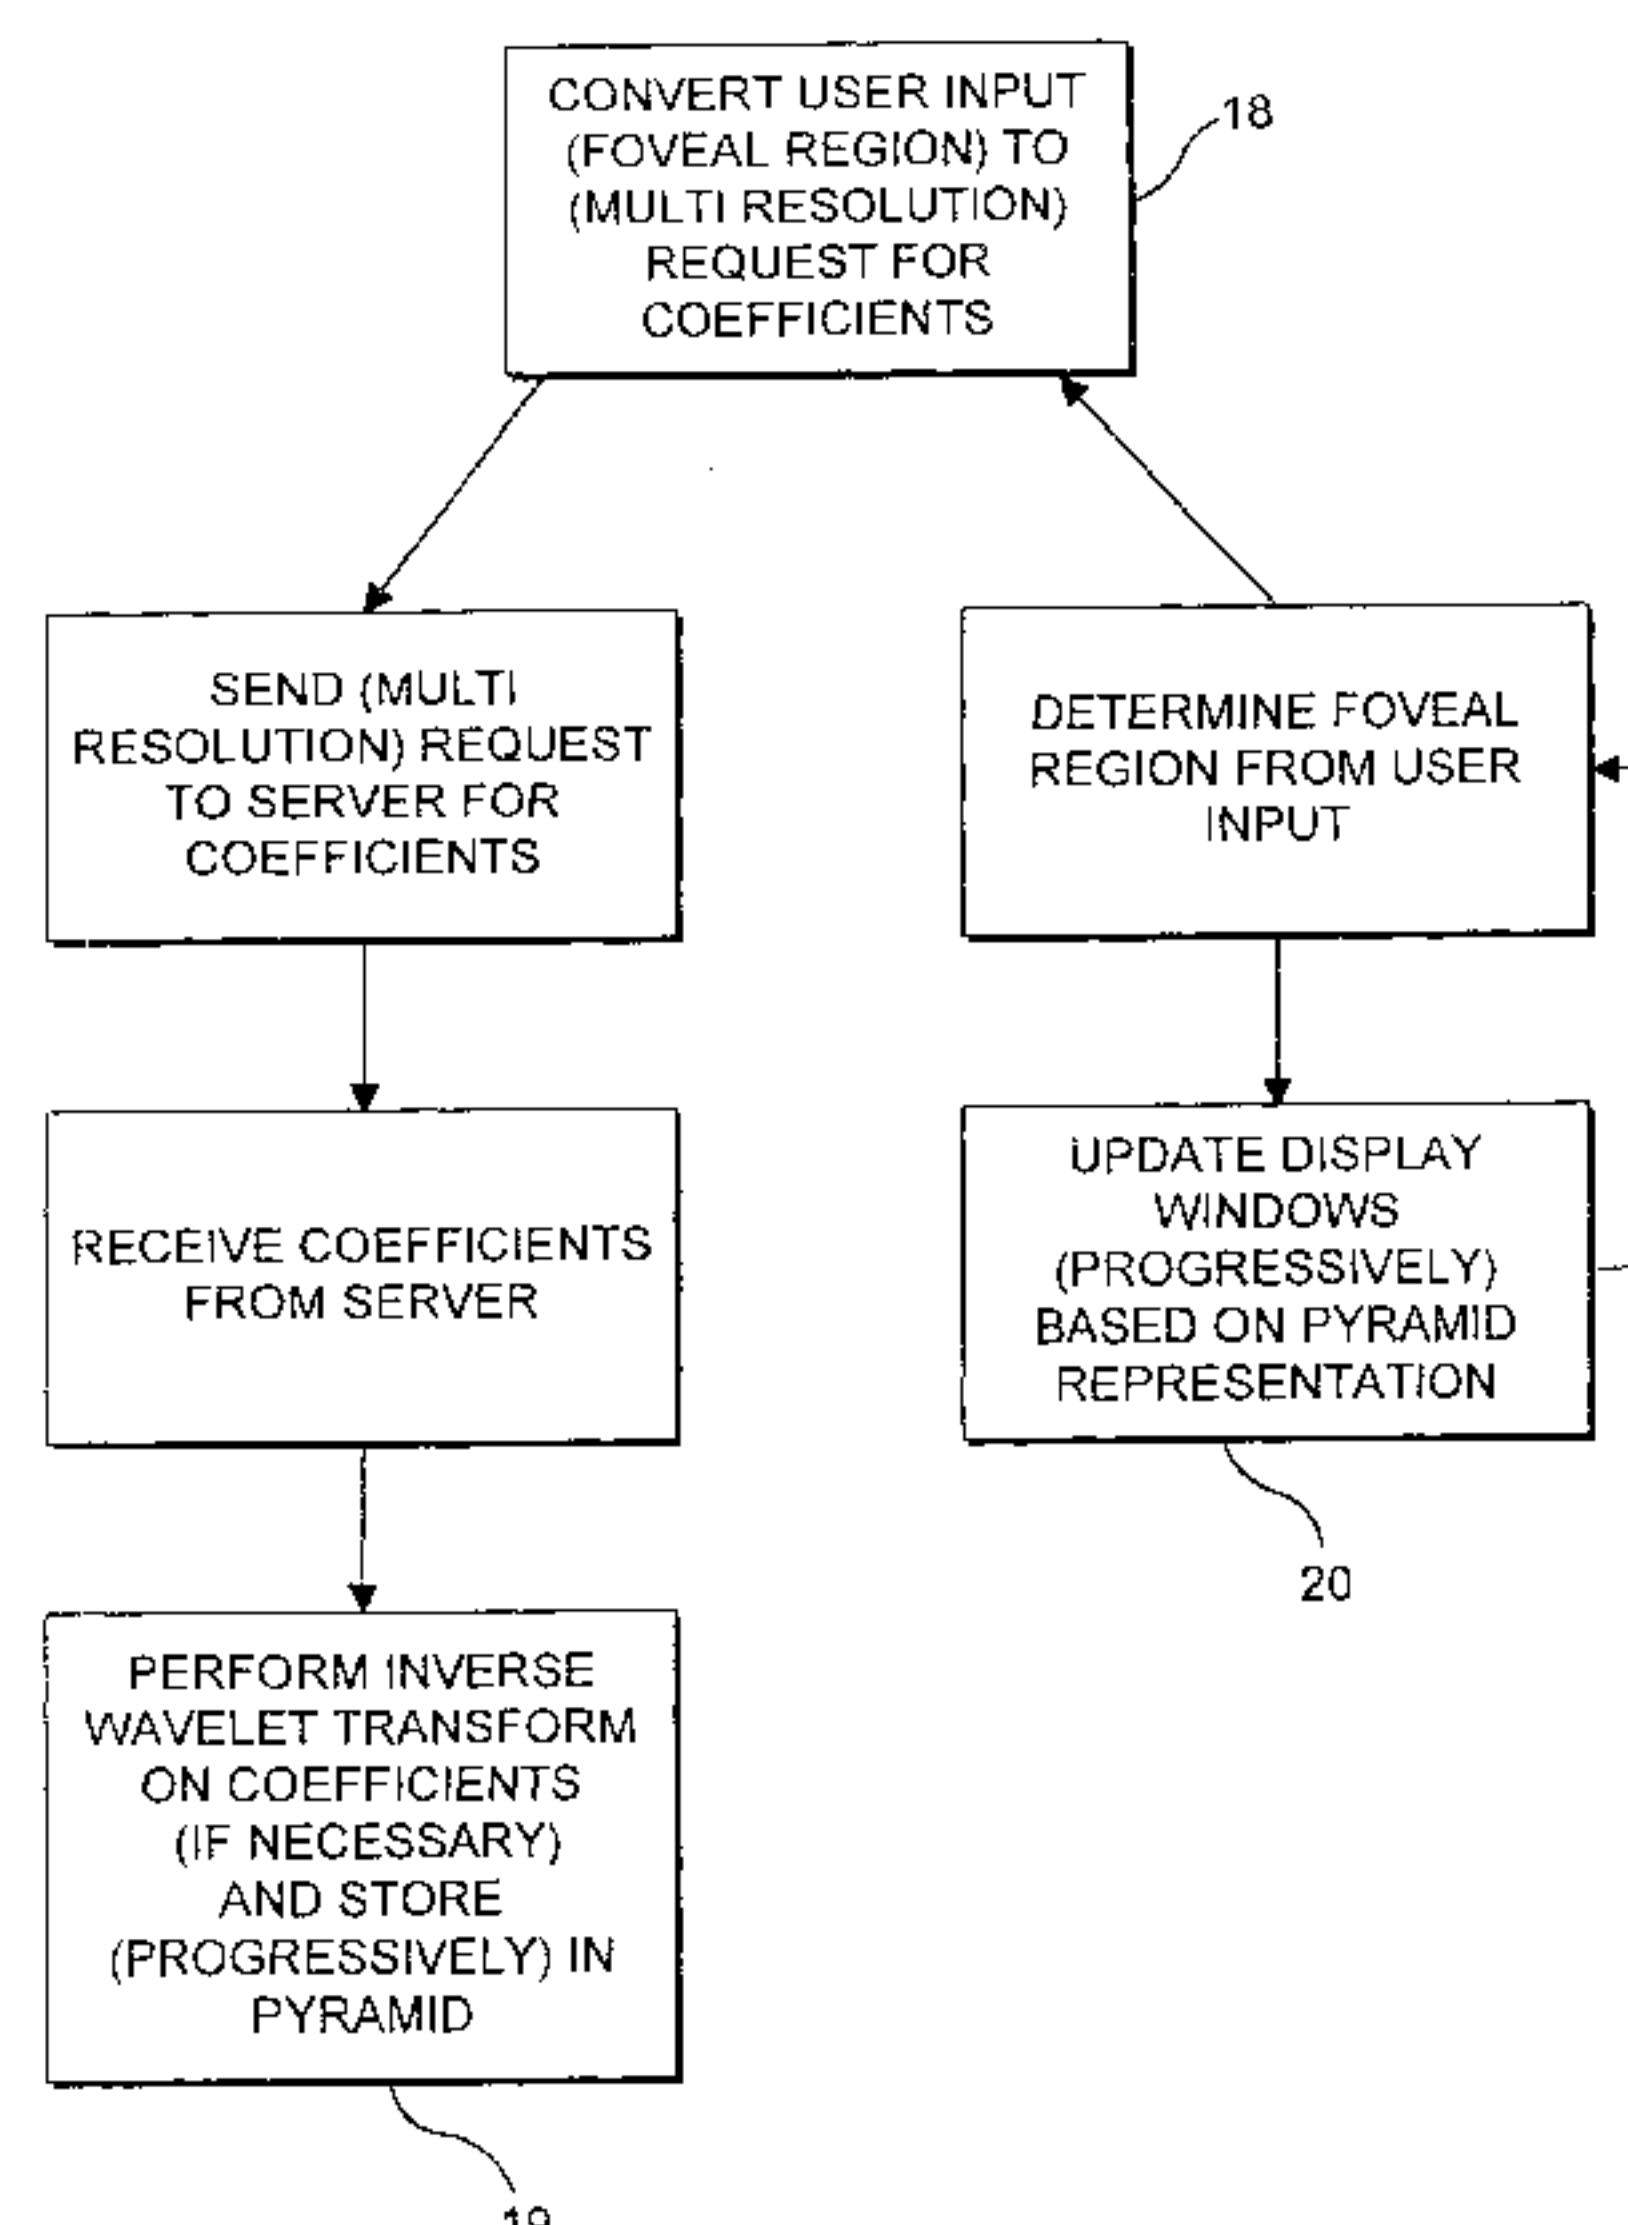 CONVERT USER INPUT
(FOVEAL REGION) TO
(MULTI RESOLUTION)
REQUEST FOR
COEFFICIENTS
18
SEND (MULTI
RESOLUTION) REQUEST
TO SERVER FOR
COEFFICIENTS
DETERMINE FOVEAL
REGION FROM USER
INPUT
RECEIVE COEFFICIENTS
FROM SERVER
UPDATE DISPLAY
WINDOWS
(PROGRESSIVELY)
BASED ON PYRAMID
REPRESENTATION
20
PERFORM INVERSE
WAVELET TRANSFORM
ON COEFFICIENTS
(IF NECESSARY)
AND STORE
(PROGRESSIVELY) IN
PYRAMID
19